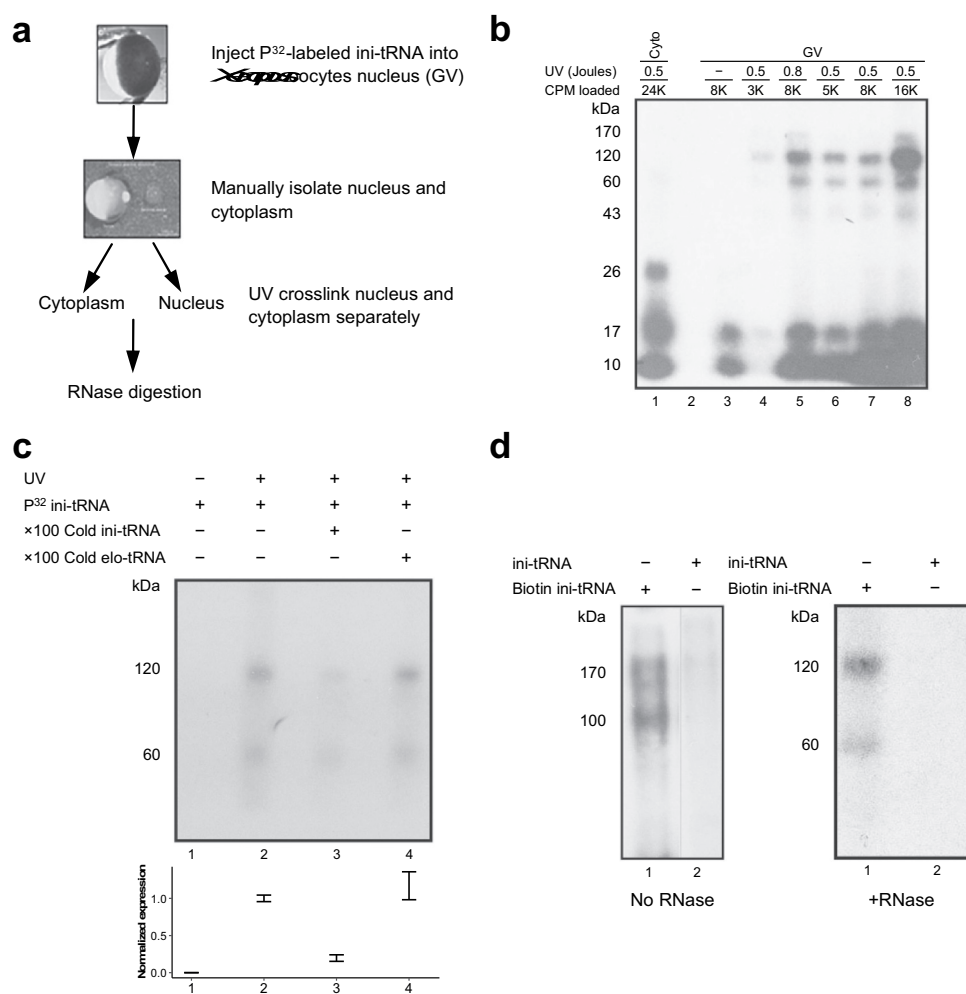 a
Inject P³²-labeled ini-tRNA into
oocytes nucleus (GV)
Manually isolate nucleus and
cytoplasm
Cytoplasm Nucleus
UV crosslink nucleus and
cytoplasm separately
RNase digestion
b
Cyto GV
UV (Joules) 0.5 – 0.5 0.8 0.5 0.5 0.5
CPM loaded 24K 8K 3K 8K 5K 8K 16K
kDa
170
120
60
43
26
17
10
1 2 3 4 5 6 7 8
c
UV – + + +
P³² ini-tRNA + + + +
×100 Cold ini-tRNA – – + –
×100 Cold elo-tRNA – – – +
kDa
120
60
1 2 3 4
Normalized expression
1.0
0.5
0.0
1 2 3 4
d
ini-tRNA – +
Biotin ini-tRNA + –
kDa
170
100
1 2
No RNase
ini-tRNA – +
Biotin ini-tRNA + –
kDa
120
60
1 2
+RNase